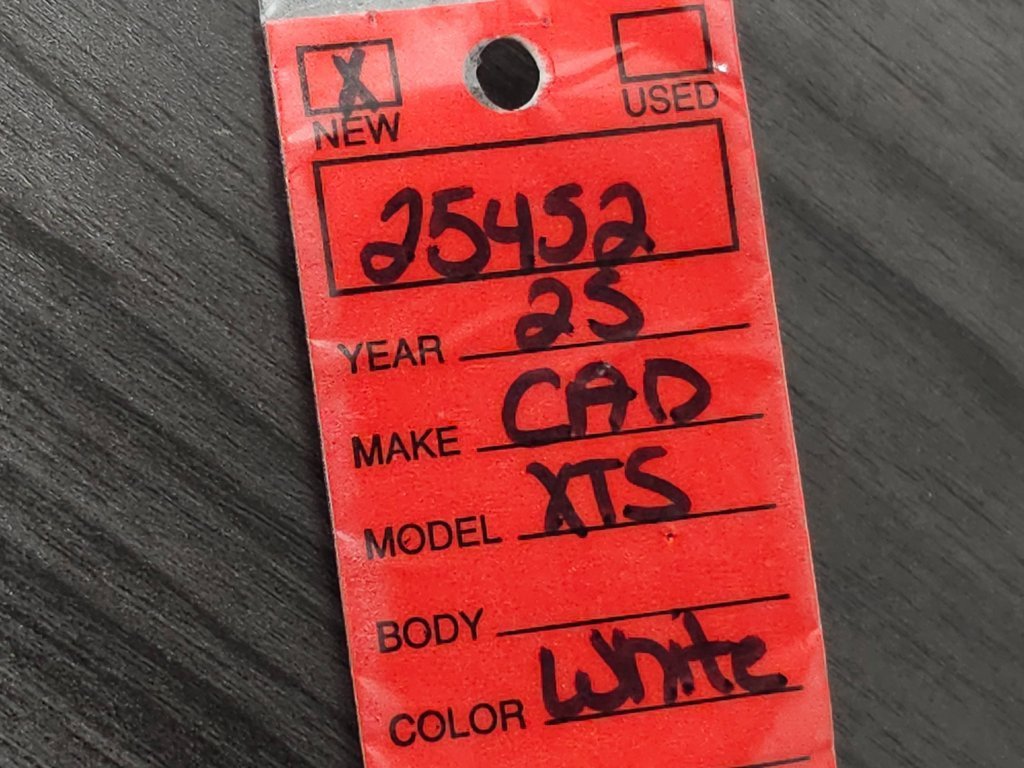 X
NEW USED
25452
YEAR 25
MAKE CAD
MODEL XTS
BODY
COLOR White